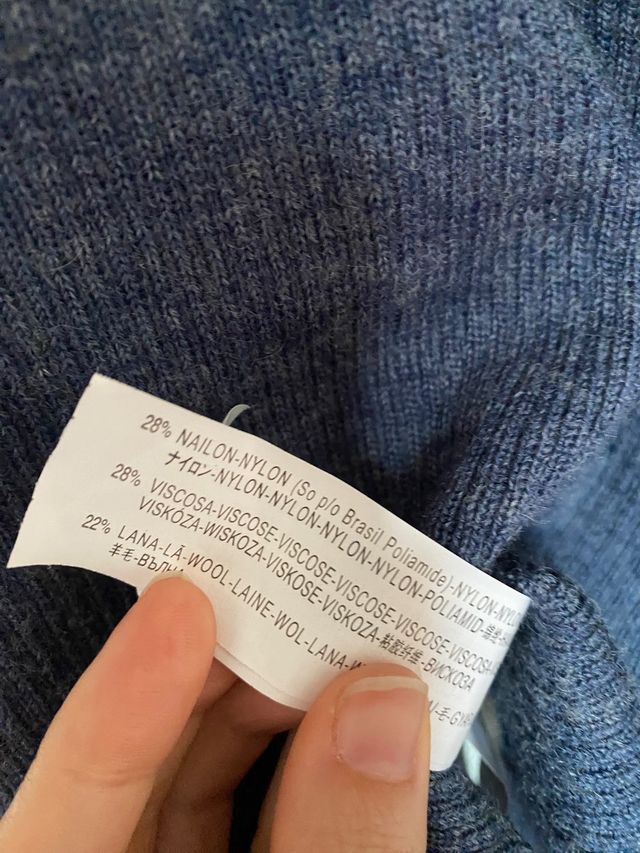 28% NAILON-NYLON (So p/o Brasil Poliamide)-NYLON-NYL
ナイロン-NYLON-NYLON-NYLON-NYLON-POLIAMID-
28% VISCOSA-VISCOSE-VISCOSE-VISCOSE-VISCOSE-VISCOSA
VISKÓZA-WISKOZA-VISKOSE-VISKOZA-粘胶纤维-ВИСКОЗА
22% LANA-LÃ-WOOL-LAINE-WOL-LANA-W
羊毛-ВЪЛН